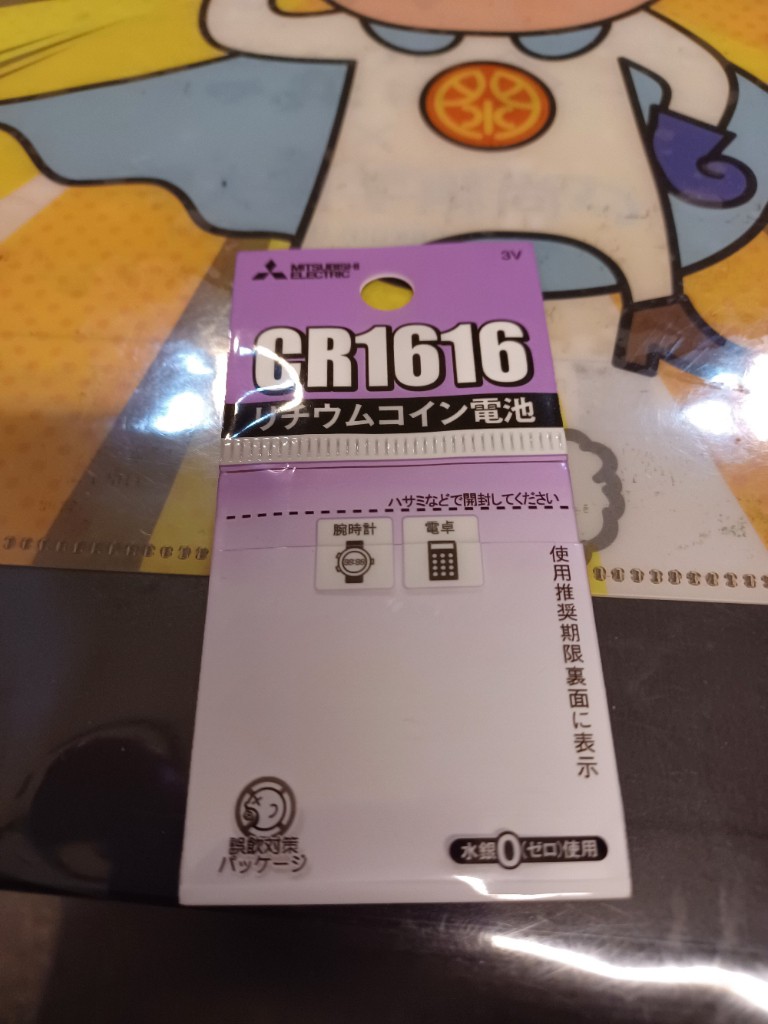 MITSUBISHI
ELECTRIC
3V
CR1616
リチウムコイン電池
ハサミなどで開封してください
腕時計
電卓
使用推奨期限裏面に表示
誤飲対策
パッケージ
水銀0(ゼロ)使用